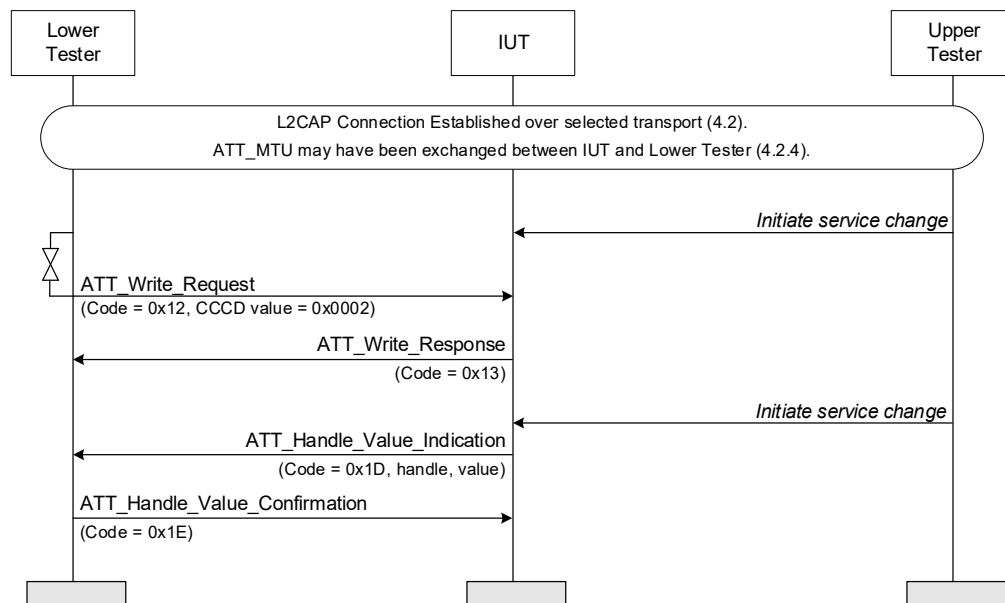 Lower
Tester
IUT
Upper
Tester
L2CAP Connection Established over selected transport (4.2).
ATT_MTU may have been exchanged between IUT and Lower Tester (4.2.4).
Initiate service change
ATT_Write_Request
(Code = 0x12, CCCD value = 0x0002)
ATT_Write_Response
(Code = 0x13)
Initiate service change
ATT_Handle_Value_Indication
(Code = 0x1D, handle, value)
ATT_Handle_Value_Confirmation
(Code = 0x1E)